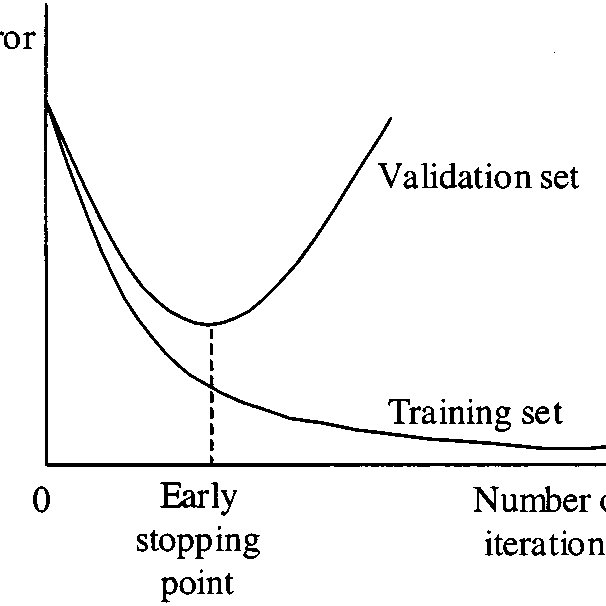 ror
Validation set
Training set
0
Early
stopping
point
Number o
iteration